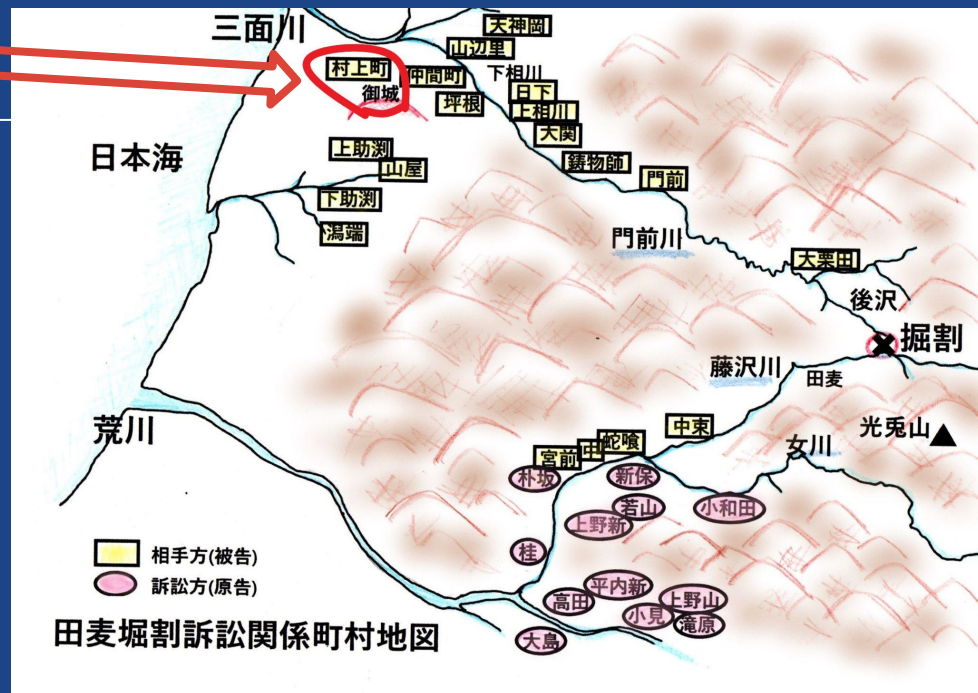 三面川
天神岡
山辺里
村上町
仲間町
下相川
御城
坪根
日下
上相川
大関
日本海
上助渕
山屋
鋳物師
門前
下助渕
潟端
門前川
大栗田
後沢
掘割
藤沢川
田麦
荒川
中束
光兎山
女川
蛇喰
中
宮前
朴坂
新保
若山
小和田
上野新
桂
相手方(被告)
訴訟方(原告)
平内新
高田
上野山
小見
滝原
大島
田麦堀割訴訟関係町村地図